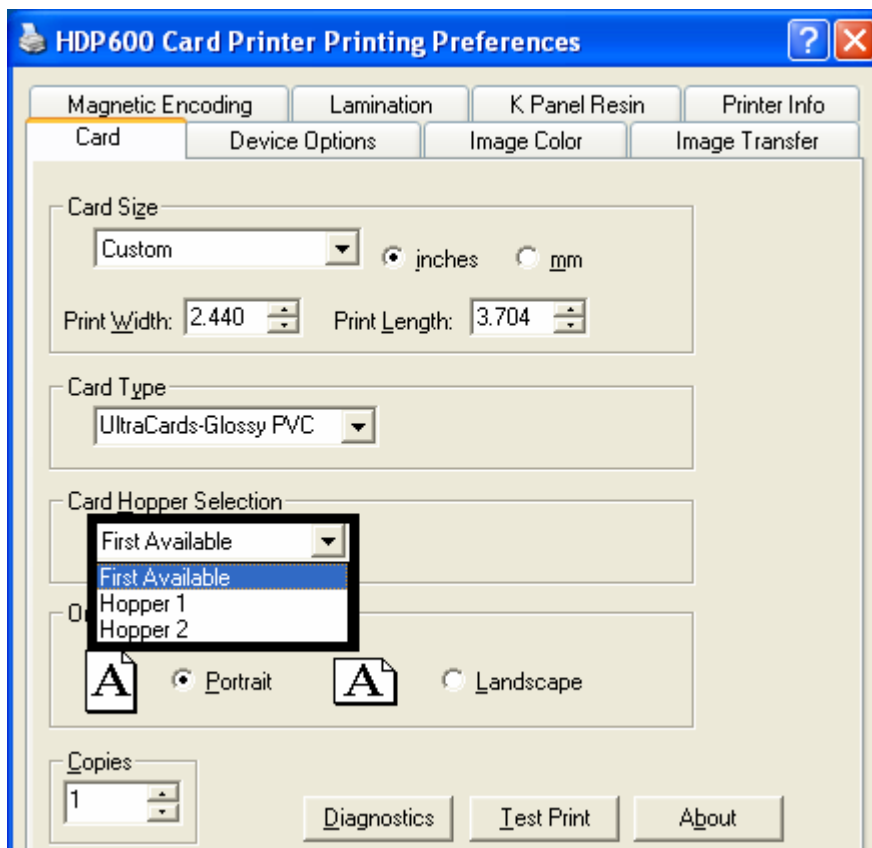 HDP600 Card Printer Printing Preferences ?
Magnetic Encoding Lamination K Panel Resin Printer Info
Card Device Options Image Color Image Transfer
Card Size
Custom inches mm
Print Width: 2.440 Print Length: 3.704
Card Type
UltraCards-Glossy PVC
Card Hopper Selection
First Available
First Available
Hopper 1
Hopper 2
A Portrait A Landscape
Copies
1
Diagnostics Test Print About